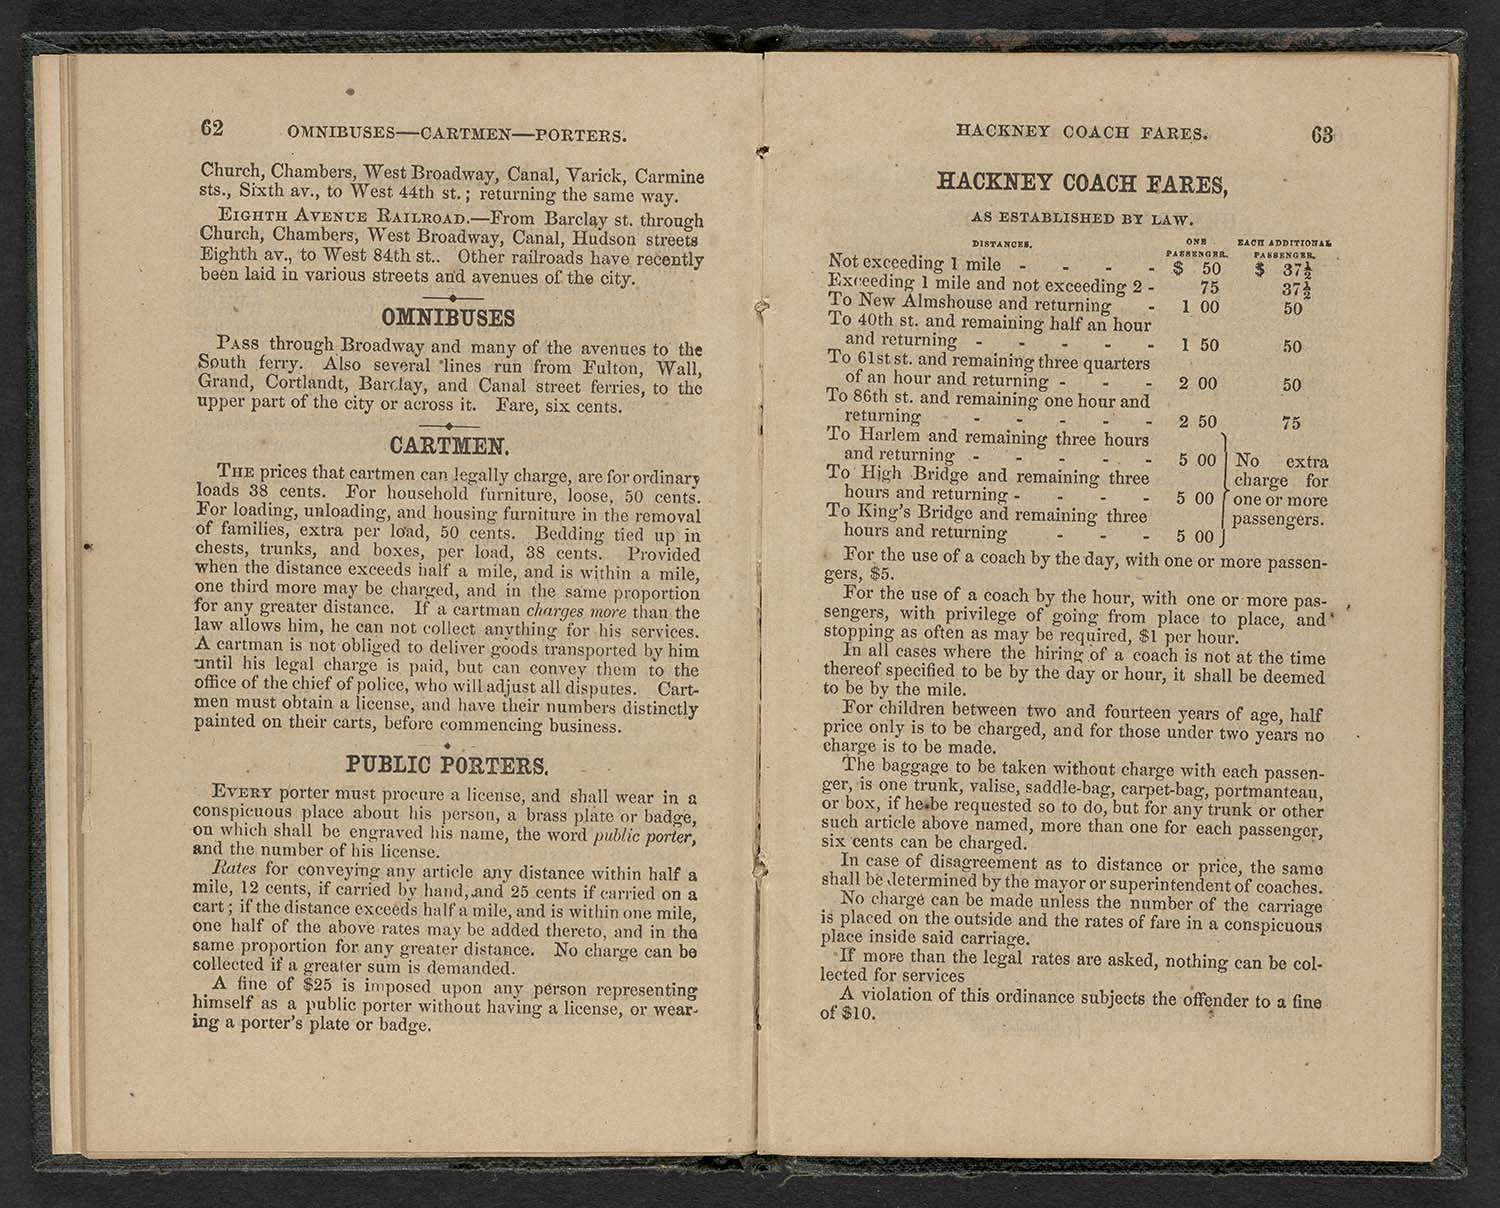 62 OMNIBUSES—CARTMEN—PORTERS.
Church, Chambers, West Broadway, Canal, Varick, Carmine
sts., Sixth av., to West 44th st.; returning the same way.
EIGHTH AVENUE RAILROAD.—From Barclay st. through
Church, Chambers, West Broadway, Canal, Hudson streets
Eighth av., to West 84th st.. Other railroads have recently
been laid in various streets and avenues of the city.
OMNIBUSES
PASS through Broadway and many of the avenues to the
South ferry. Also several lines run from Fulton, Wall,
Grand, Cortlandt, Barclay, and Canal street ferries, to the
upper part of the city or across it. Fare, six cents.
CARTMEN.
THE prices that cartmen can legally charge, are for ordinary
loads 38 cents. For household furniture, loose, 50 cents.
For loading, unloading, and housing furniture in the removal
of families, extra per load, 50 cents. Bedding tied up in
chests, trunks, and boxes, per load, 38 cents. Provided
when the distance exceeds half a mile, and is within a mile,
one third more may be charged, and in the same proportion
for any greater distance. If a cartman charges more than the
law allows him, he can not collect anything for his services.
A cartman is not obliged to deliver goods transported by him
until his legal charge is paid, but can convey them to the
office of the chief of police, who will adjust all disputes. Cart-
men must obtain a license, and have their numbers distinctly
painted on their carts, before commencing business.
PUBLIC PORTERS.
EVERY porter must procure a license, and shall wear in a
conspicuous place about his person, a brass plate or badge,
on which shall be engraved his name, the word public porter,
and the number of his license.
Rates for conveying any article any distance within half a
mile, 12 cents, if carried by hand, and 25 cents if carried on a
cart; if the distance exceeds half a mile, and is within one mile,
one half of the above rates may be added thereto, and in the
same proportion for any greater distance. No charge can be
collected if a greater sum is demanded.
A fine of $25 is imposed upon any person representing
himself as a public porter without having a license, or wear-
ing a porter's plate or badge.
HACKNEY COACH FARES. 63
HACKNEY COACH FARES,
AS ESTABLISHED BY LAW.
DISTANCES. ONE PASSENGER. EACH ADDITIONAL PASSENGER.
Not exceeding 1 mile - - - - $ 50 $ 37½
Exceeding 1 mile and not exceeding 2 - 75 37½
To New Almshouse and returning - 1 00 50
To 40th st. and remaining half an hour
and returning - - - - - 1 50 50
To 61st st. and remaining three quarters
of an hour and returning - - - 2 00 50
To 86th st. and remaining one hour and
returning - - - - - 2 50 75
To Harlem and remaining three hours
and returning - - - - - 5 00 No extra
To High Bridge and remaining three charge for
hours and returning - - - - 5 00 one or more
To King's Bridge and remaining three passengers.
hours and returning - - - 5 00
For the use of a coach by the day, with one or more passen-
gers, $5.
For the use of a coach by the hour, with one or more pas-
sengers, with privilege of going from place to place, and
stopping as often as may be required, $1 per hour.
In all cases where the hiring of a coach is not at the time
thereof specified to be by the day or hour, it shall be deemed
to be by the mile.
For children between two and fourteen years of age, half
price only is to be charged, and for those under two years no
charge is to be made.
The baggage to be taken without charge with each passen-
ger, is one trunk, valise, saddle-bag, carpet-bag, portmanteau,
or box, if he be requested so to do, but for any trunk or other
such article above named, more than one for each passenger,
six cents can be charged.
In case of disagreement as to distance or price, the same
shall be determined by the mayor or superintendent of coaches.
No charge can be made unless the number of the carriage
is placed on the outside and the rates of fare in a conspicuous
place inside said carriage.
If more than the legal rates are asked, nothing can be col-
lected for services
A violation of this ordinance subjects the offender to a fine
of $10.